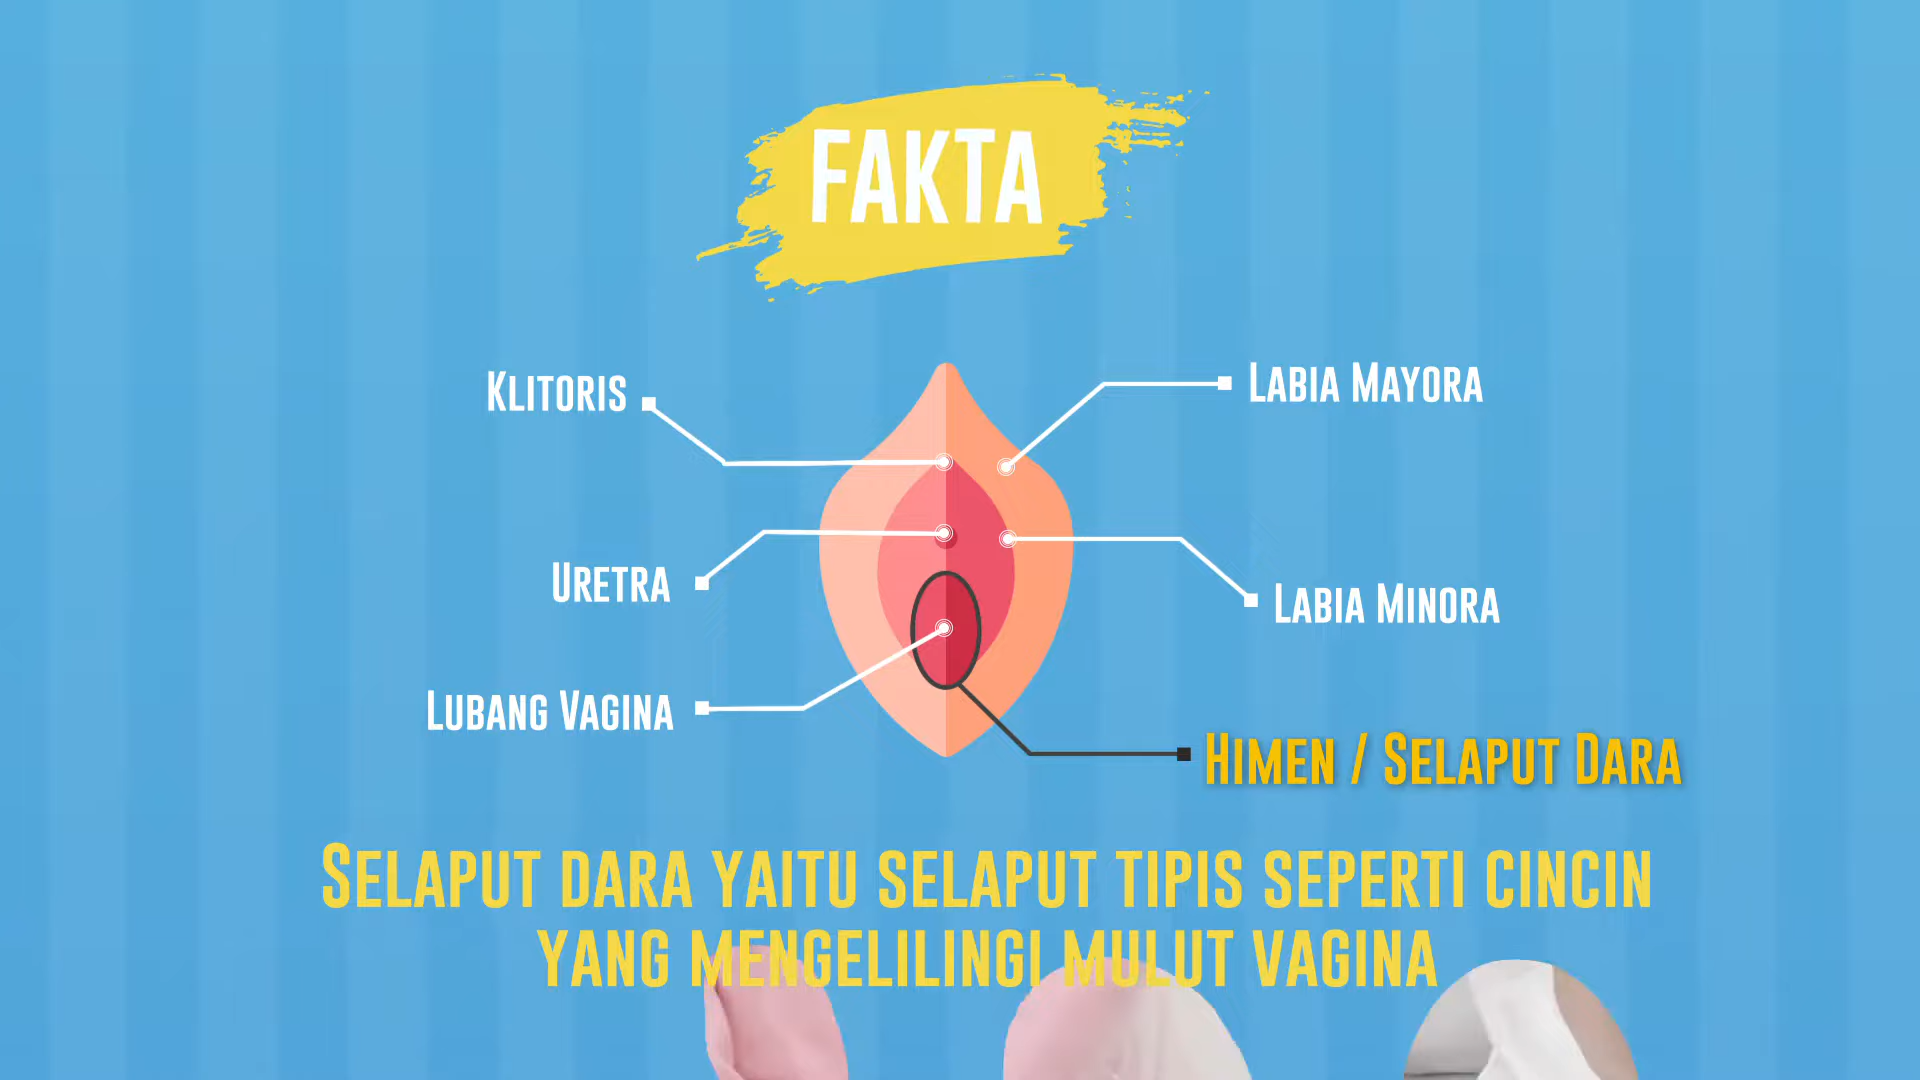 FAKTA
KLITORIS
LABIA MAYORA
URETRA
LABIA MINORA
LUBANG VAGINA
HIMEN / SELAPUT DARA
SELAPUT DARA YAITU SELAPUT TIPIS SEPERTI CINCIN
YANG MENGELILINGI MULUT VAGINA